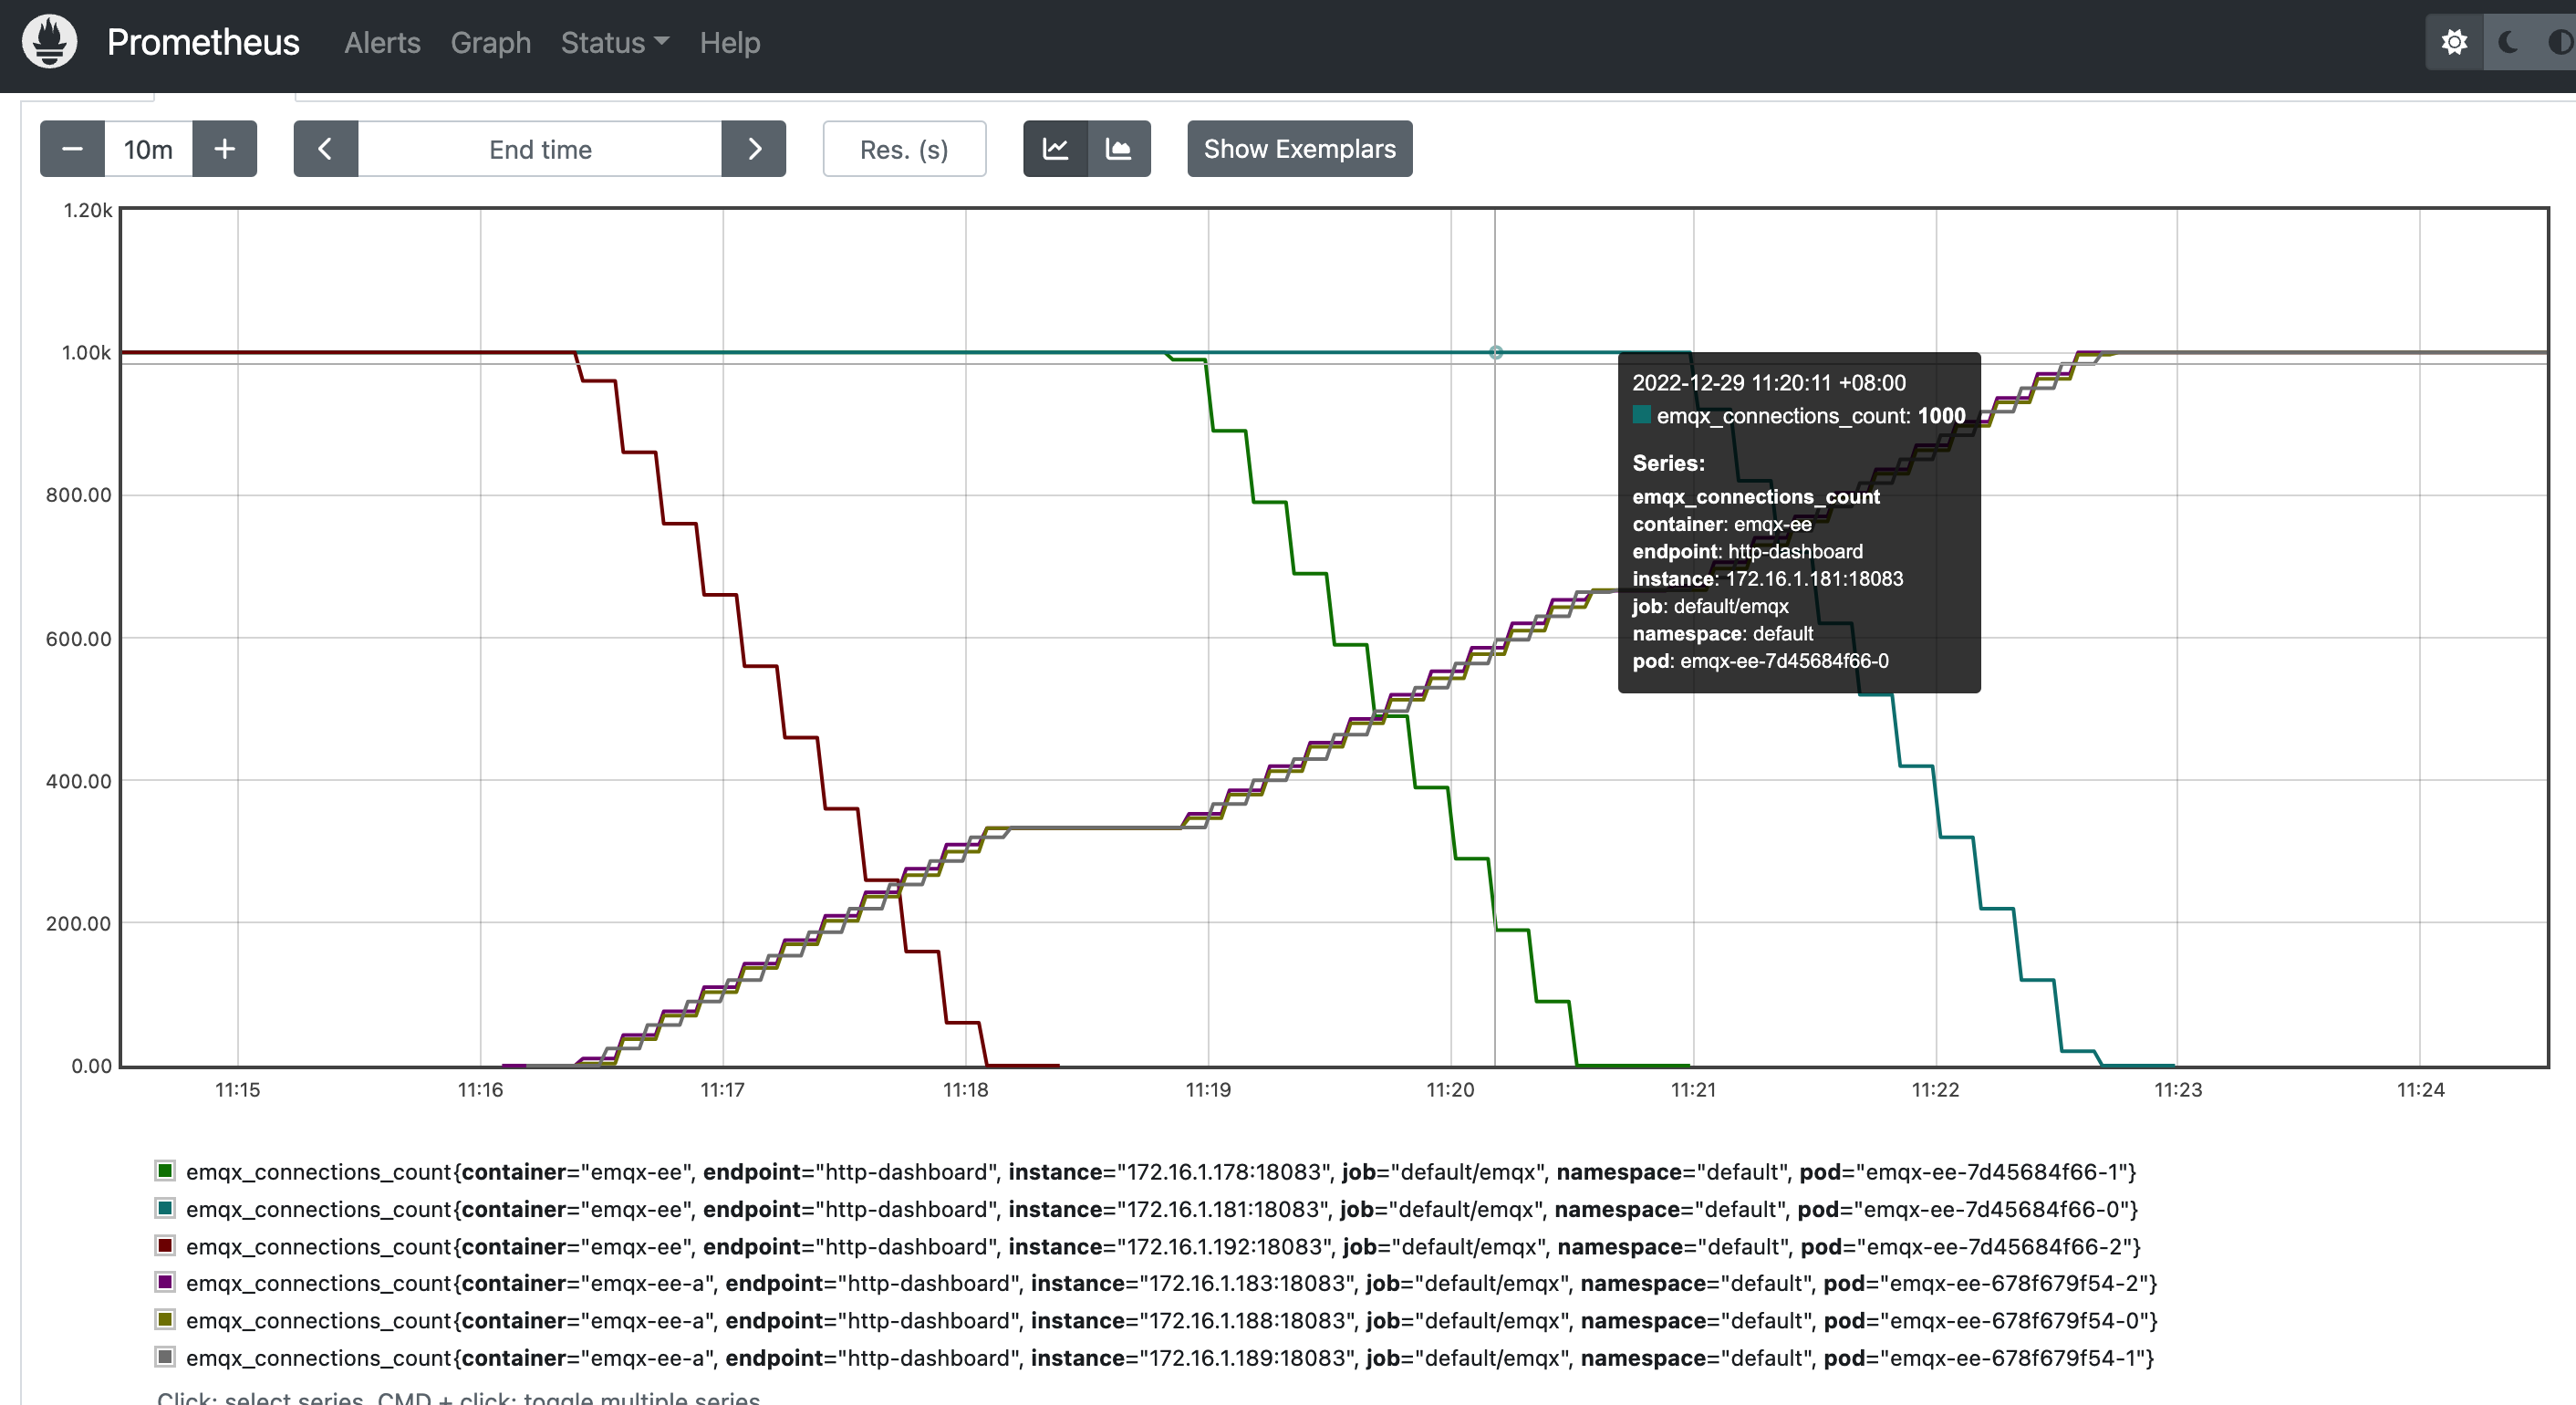 Prometheus Alerts Graph Status Help
10m End time Res. (s) Show Exemplars
1.20k
1.00k
800.00
600.00
400.00
200.00
0.00
2022-12-29 11:20:11 +08:00
emqx_connections_count: 1000
Series:
emqx_connections_count
container: emqx-ee
endpoint: http-dashboard
instance: 172.16.1.181:18083
job: default/emqx
namespace: default
pod: emqx-ee-7d45684f66-0
11:15 11:16 11:17 11:18 11:19 11:20 11:21 11:22 11:23 11:24
emqx_connections_count{container="emqx-ee", endpoint="http-dashboard", instance="172.16.1.178:18083", job="default/emqx", namespace="default", pod="emqx-ee-7d45684f66-1"}
emqx_connections_count{container="emqx-ee", endpoint="http-dashboard", instance="172.16.1.181:18083", job="default/emqx", namespace="default", pod="emqx-ee-7d45684f66-0"}
emqx_connections_count{container="emqx-ee", endpoint="http-dashboard", instance="172.16.1.192:18083", job="default/emqx", namespace="default", pod="emqx-ee-7d45684f66-2"}
emqx_connections_count{container="emqx-ee-a", endpoint="http-dashboard", instance="172.16.1.183:18083", job="default/emqx", namespace="default", pod="emqx-ee-678f679f54-2"}
emqx_connections_count{container="emqx-ee-a", endpoint="http-dashboard", instance="172.16.1.188:18083", job="default/emqx", namespace="default", pod="emqx-ee-678f679f54-0"}
emqx_connections_count{container="emqx-ee-a", endpoint="http-dashboard", instance="172.16.1.189:18083", job="default/emqx", namespace="default", pod="emqx-ee-678f679f54-1"}
Click: select series, CMD + click: toggle multiple series